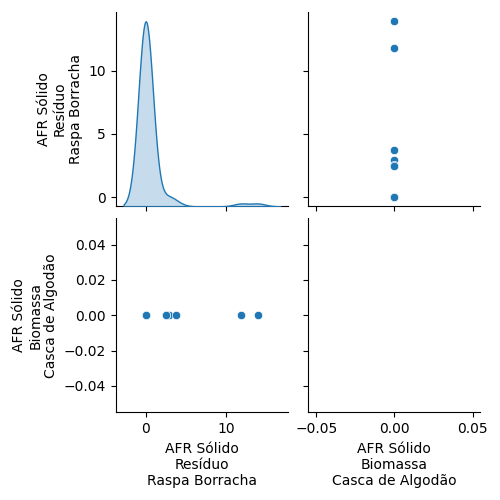 AFR Sólido
Resíduo
Raspa Borracha
10
5
0
AFR Sólido
Biomassa
Casca de Algodão
0.04
0.02
0.00
−0.02
−0.04
0
10
AFR Sólido
Resíduo
Raspa Borracha
−0.05
0.00
0.05
AFR Sólido
Biomassa
Casca de Algodão